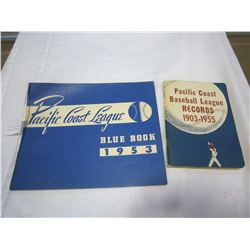 Pacific Coast League
BLUE BOOK
1953
Pacific Coast
Baseball League
RECORDS
1903-1955